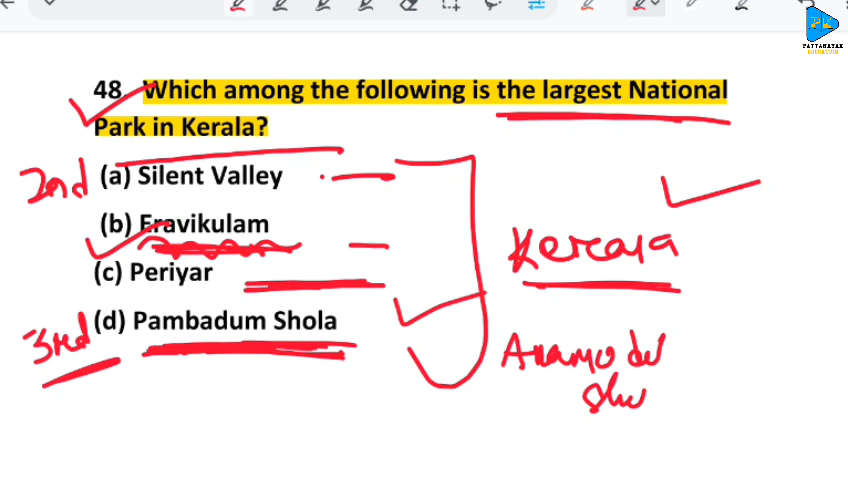 PATTANAYAK
EDUCATION
48. Which among the following is the largest National
Park in Kerala?
2nd (a) Silent Valley
(b) Eravikulam
(c) Periyar
3rd (d) Pambadum Shola
Kerala